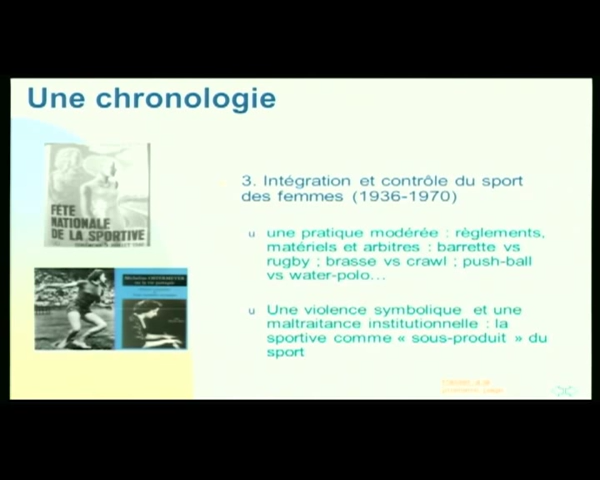 Une chronologie
FÊTE
NATIONALE
DE LA SPORTIVE
3. Intégration et contrôle du sport
des femmes (1936-1970)
une pratique modérée : règlements,
matériels et arbitres : barrette vs
rugby ; brasse vs crawl ; push-ball
vs water-polo...
Une violence symbolique et une
maltraitance institutionnelle : la
sportive comme « sous-produit » du
sport